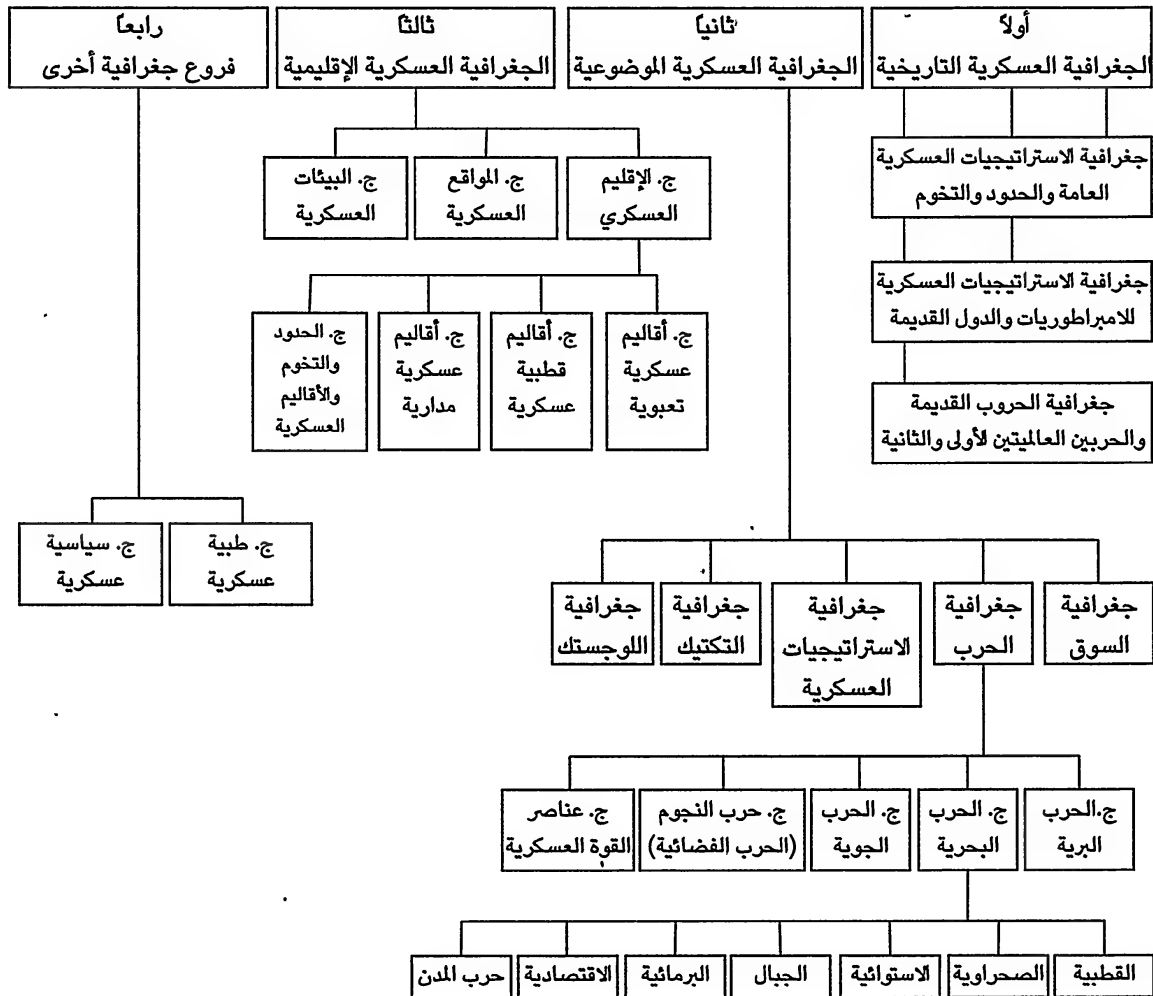 أولاً
الجغرافية العسكرية التاريخية
ثانياً
الجغرافية العسكرية الموضوعية
ثالثاً
الجغرافية العسكرية الإقليمية
رابعاً
فروع جغرافية أخرى
جغرافية الاستراتيجيات العسكرية
العامة والحدود والتخوم
جغرافية الاستراتيجيات العسكرية
للامبراطوريات والدول القديمة
جغرافية الحروب القديمة
والحربين العالميتين الأولى والثانية
ج. الإقليم
العسكري
ج. المواقع
العسكرية
ج. البيئات
العسكرية
ج. أقاليم
عسكرية
تعبوية
ج. أقاليم
قطبية
عسكرية
ج. أقاليم
عسكرية
مدارية
ج. الحدود
والتخوم
والأقاليم
العسكرية
ج. طبية
عسكرية
ج. سياسية
عسكرية
جغرافية
السوق
جغرافية
الحرب
جغرافية
الاستراتيجيات
العسكرية
جغرافية
التكتيك
جغرافية
اللوجستك
ج.الحرب
البرية
ج. الحرب
البحرية
ج. الحرب
الجوية
ج. حرب النجوم
(الحرب الفضائية)
ج. عناصر
القوة العسكرية
القطبية
الصحراوية
الاستوائية
الجبال
البرمائية
الاقتصادية
حرب المدن